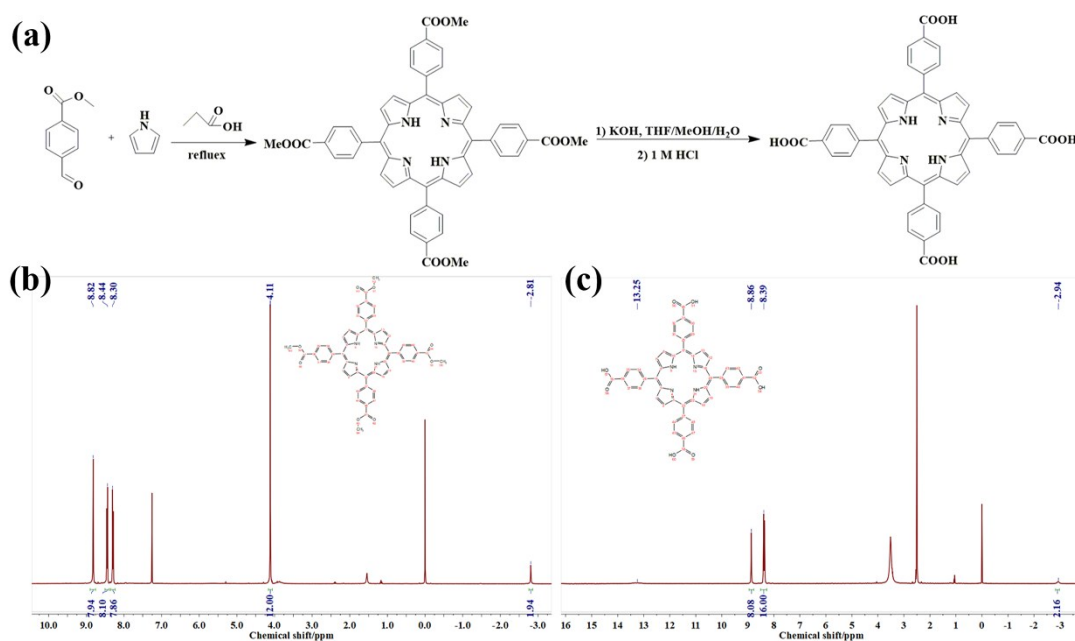 (a)
COOMe
NH
N
N
HN
MeOOC
COOMe
COOMe
O
O
O
+
H
N
O
OH
refluex
1) KOH, THF/MeOH/H2O
2) 1 M HCl
COOH
NH
N
N
HN
HOOC
COOH
COOH
(b)
8.82
8.44
8.30
4.11
-2.81
7.94
8.10
7.86
12.00
1.94
10.0 9.0 8.0 7.0 6.0 5.0 4.0 3.0 2.0 1.0 0.0 -1.0 -2.0 -3.0
Chemical shift/ppm
(c)
13.25
8.86
8.39
-2.94
8.08
16.00
2.16
16 15 14 13 12 11 10 9 8 7 6 5 4 3 2 1 0 -1 -2 -3
Chemical shift/ppm